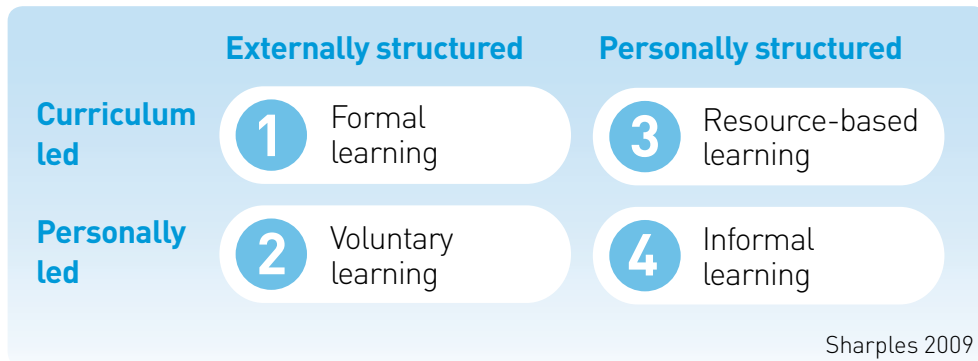 Externally structured
Personally structured
Curriculum
led
1
Formal
learning
3
Resource-based
learning
Personally
led
2
Voluntary
learning
4
Informal
learning
Sharples 2009